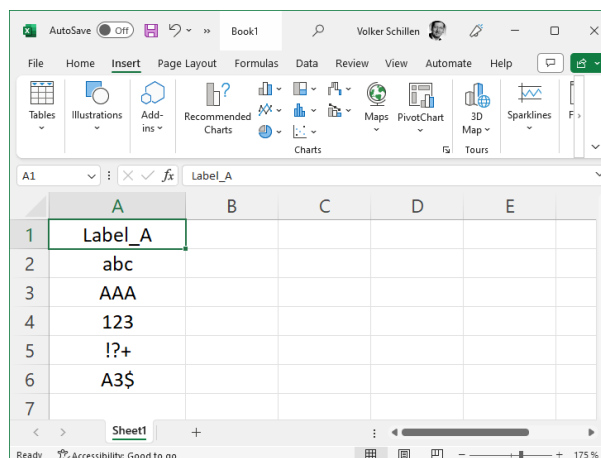 AutoSave Off » Book1 Volker Schillen
File Home Insert Page Layout Formulas Data Review View Automate Help
Tables Illustrations Add-ins Recommended Charts Maps PivotChart 3D Map Sparklines F
Charts Tours
A1 fx Label_A
A B C D E
1 Label_A
2 abc
3 AAA
4 123
5 !?+
6 A3$
7
Sheet1 +
Ready Accessibility: Good to go 175 %